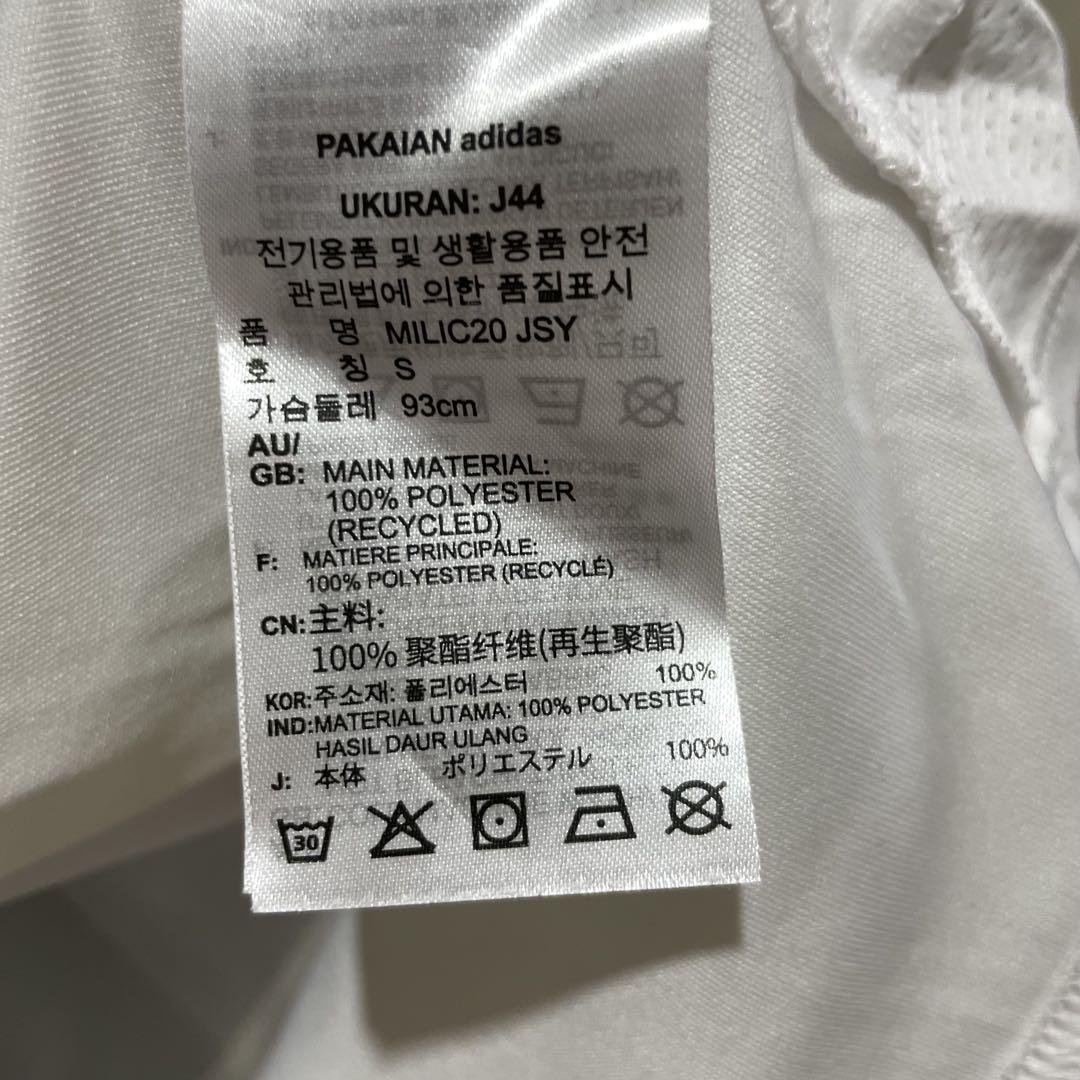 PAKAIAN adidas
UKURAN: J44
전기용품 및 생활용품 안전
관리법에 의한 품질표시
품 명 MILIC20 JSY
호 칭 S
가슴둘레 93cm
AU/
GB: MAIN MATERIAL:
100% POLYESTER
(RECYCLED)
F: MATIERE PRINCIPALE:
100% POLYESTER (RECYCLÉ)
CN:主料:
100% 聚酯纤维(再生聚酯)
KOR:주소재: 폴리에스터 100%
IND:MATERIAL UTAMA: 100% POLYESTER
HASIL DAUR ULANG
J: 本体 ポリエステル 100%
30